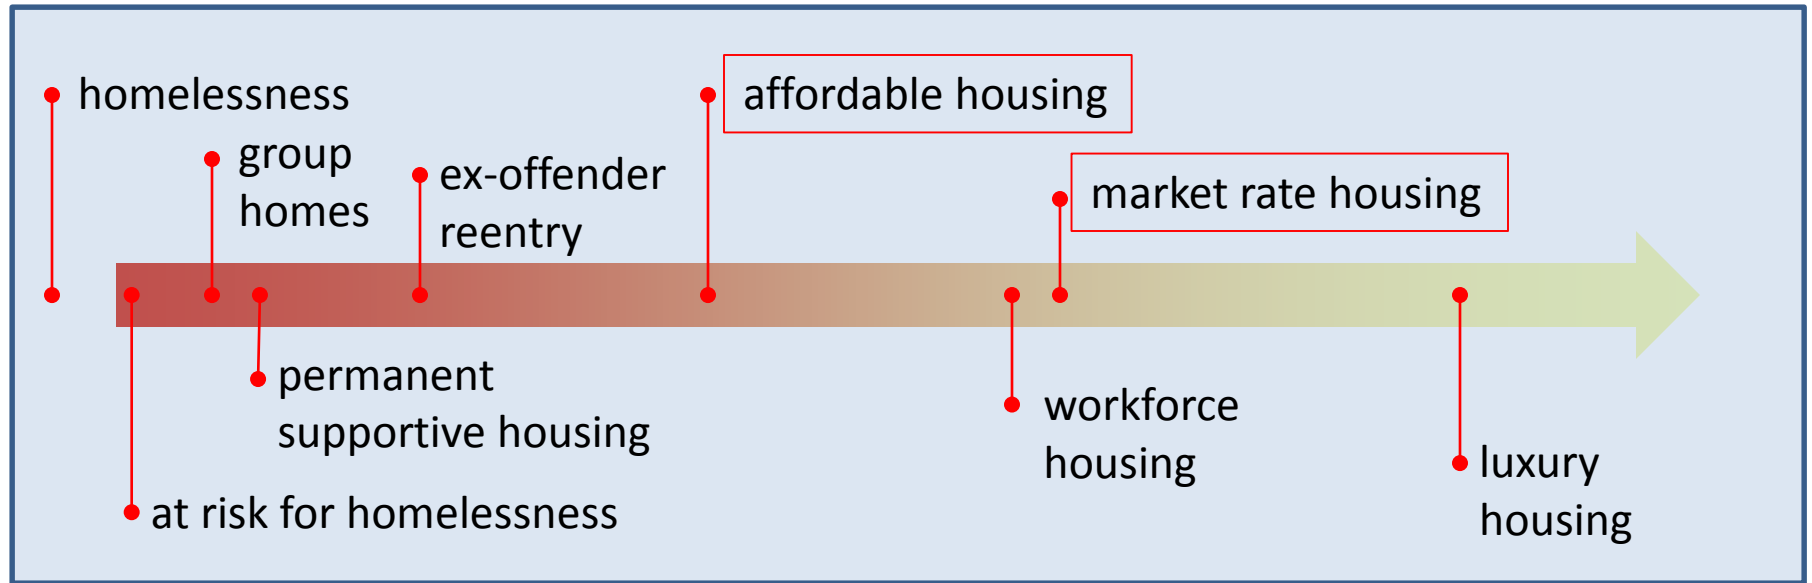 homelessness
group
homes
ex-offender
reentry
affordable housing
market rate housing
permanent
supportive housing
at risk for homelessness
workforce
housing
luxury
housing